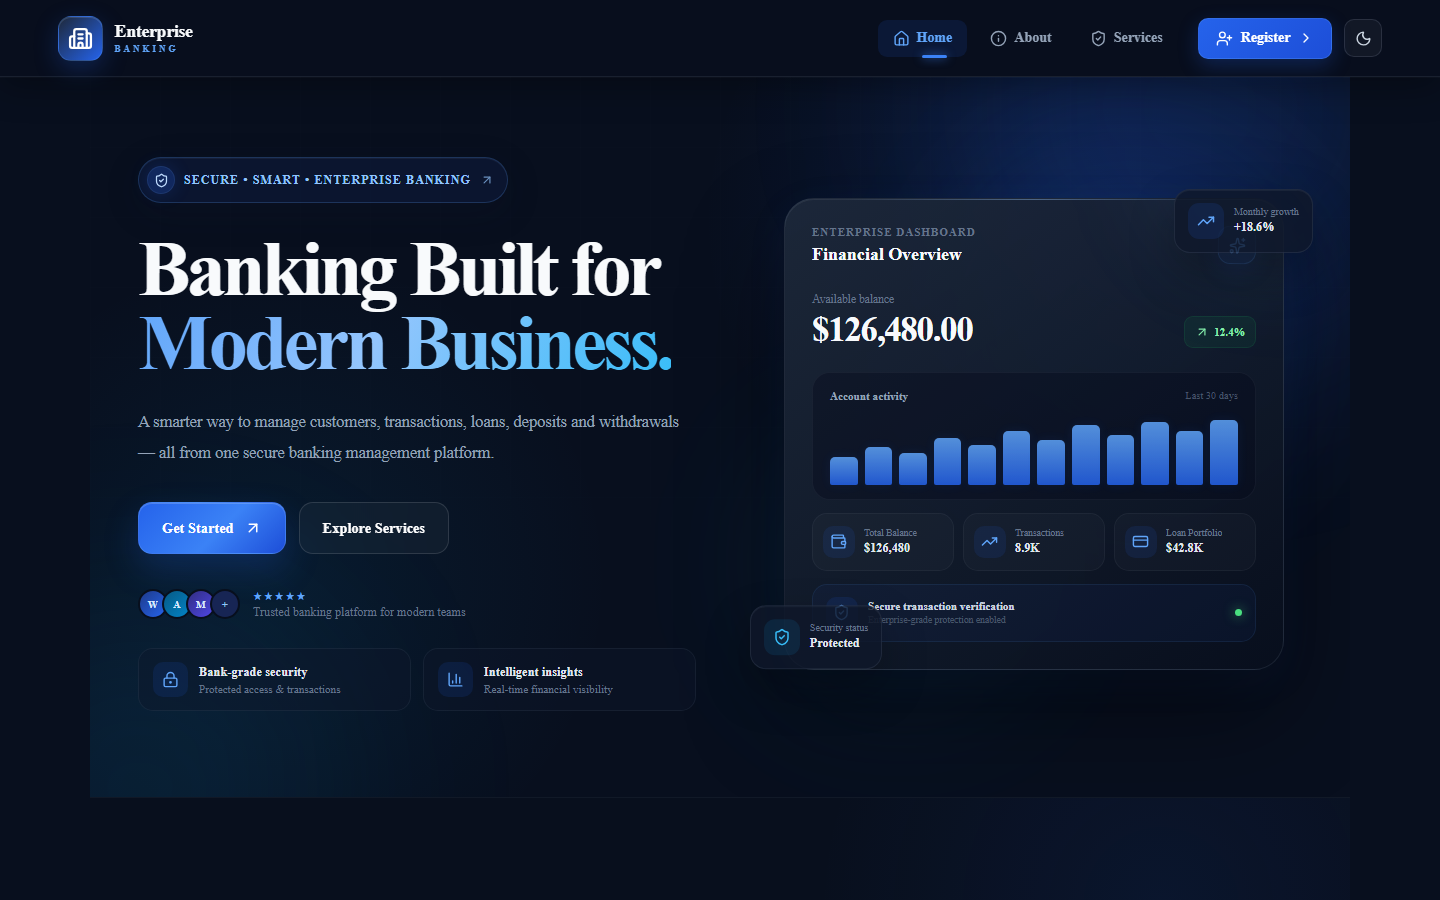 Enterprise
BANKING
Home
About
Services
Register
SECURE • SMART • ENTERPRISE BANKING
Banking Built for
Modern Business.
A smarter way to manage customers, transactions, loans, deposits and withdrawals
— all from one secure banking management platform.
Get Started
Explore Services
W A M +
★★★★★
Trusted banking platform for modern teams
Bank-grade security
Protected access & transactions
Intelligent insights
Real-time financial visibility
Monthly growth
+18.6%
ENTERPRISE DASHBOARD
Financial Overview
Available balance
$126,480.00
12.4%
Account activity
Last 30 days
Total Balance
$126,480
Transactions
8.9K
Loan Portfolio
$42.8K
Secure transaction verification
Enterprise-grade protection enabled
Security status
Protected